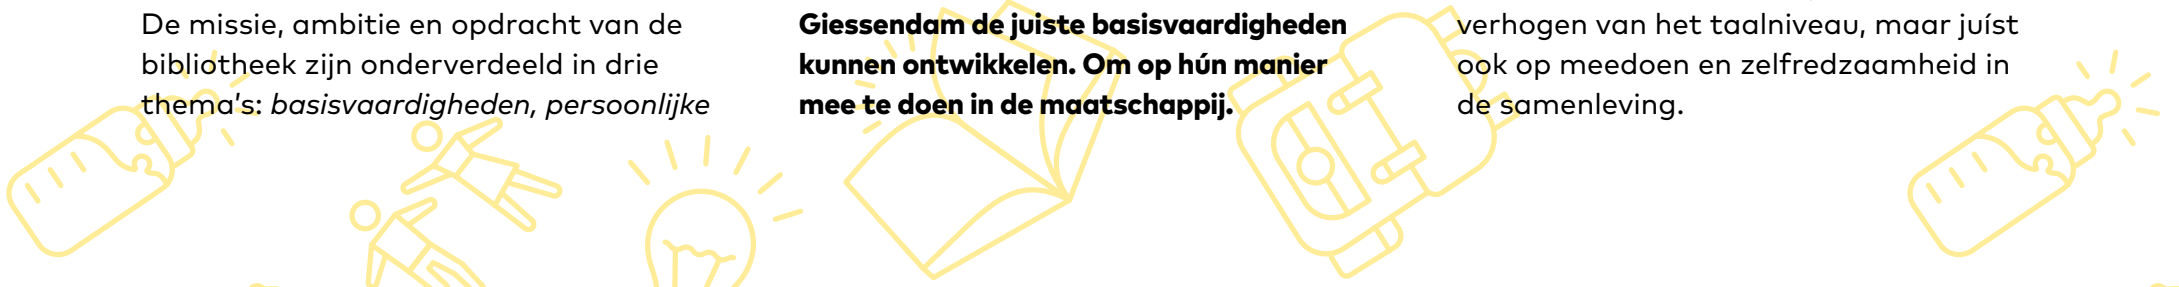 De missie, ambitie en opdracht van de
bibliotheek zijn onderverdeeld in drie
thema's: basisvaardigheden, persoonlijke
Giessendam de juiste basisvaardigheden
kunnen ontwikkelen. Om op hún manier
mee te doen in de maatschappij.
verhogen van het taalniveau, maar juíst
ook op meedoen en zelfredzaamheid in
de samenleving.